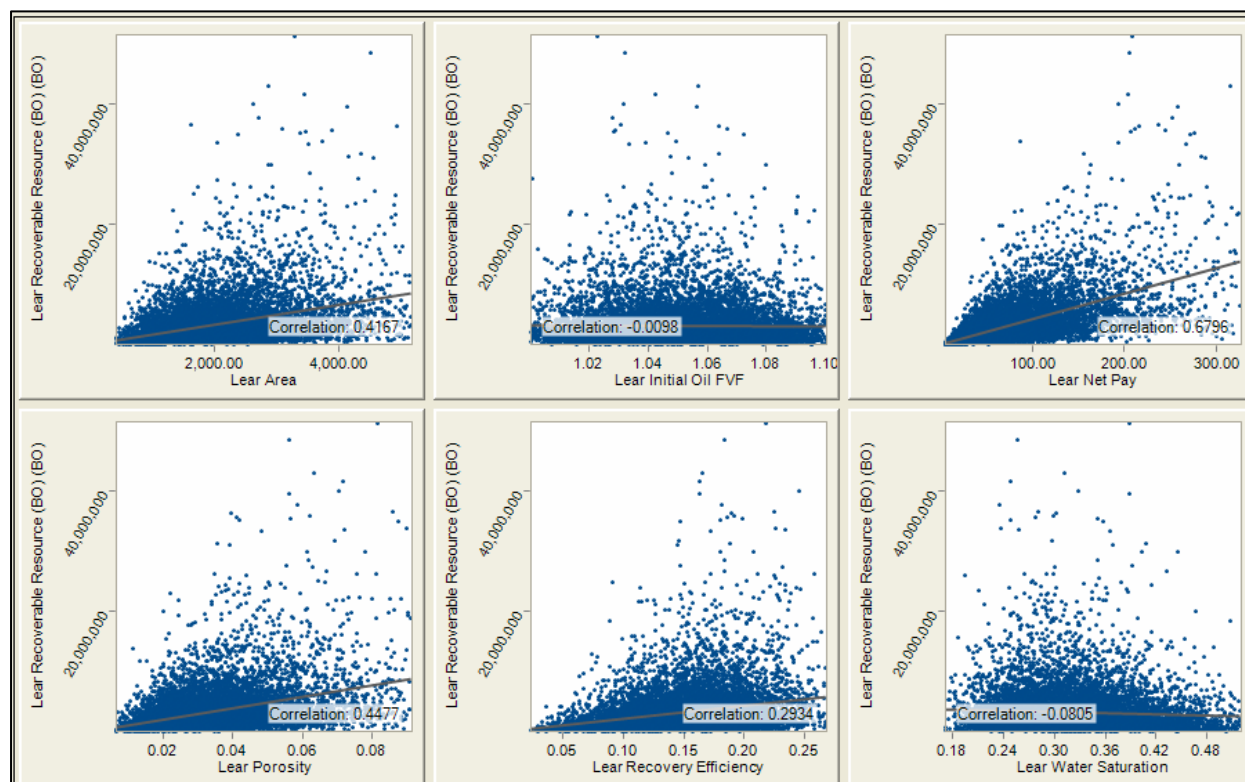 Lear Recoverable Resource (BO) (BO)
40,000,000
20,000,000
Correlation: 0.4167
2,000.00 4,000.00
Lear Area
Lear Recoverable Resource (BO) (BO)
40,000,000
20,000,000
Correlation: -0.0098
1.02 1.04 1.06 1.08 1.10
Lear Initial Oil FVF
Lear Recoverable Resource (BO) (BO)
40,000,000
20,000,000
Correlation: 0.6796
100.00 200.00 300.00
Lear Net Pay
Lear Recoverable Resource (BO) (BO)
40,000,000
20,000,000
Correlation: 0.4477
0.02 0.04 0.06 0.08
Lear Porosity
Lear Recoverable Resource (BO) (BO)
40,000,000
20,000,000
Correlation: 0.2934
0.05 0.10 0.15 0.20 0.25
Lear Recovery Efficiency
Lear Recoverable Resource (BO) (BO)
40,000,000
20,000,000
Correlation: -0.0805
0.18 0.24 0.30 0.36 0.42 0.48
Lear Water Saturation